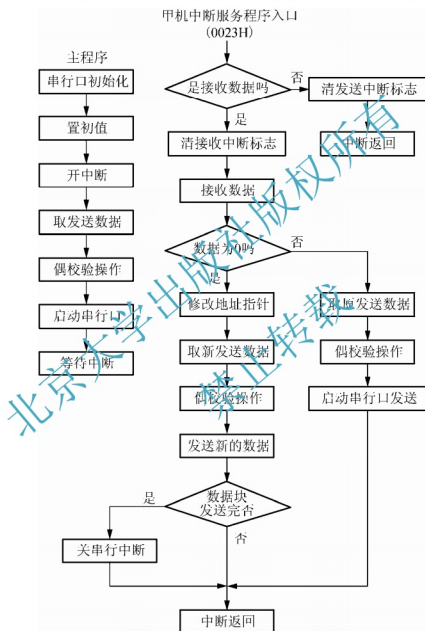 甲机中断服务程序入口
(0023H)
主程序
串行口初始化
置初值
开中断
取发送数据
偶校验操作
启动串行口
等待中断
是接收数据吗
否
清发送中断标志
中断返回
是
清接收中断标志
接收数据
数据为0吗
否
是
修改地址指针
取新发送数据
偶校验操作
发送新的数据
数据块
发送完否
是
关串行中断
否
取原发送数据
偶校验操作
启动串行口发送
中断返回
北京大学出版社版权所有
禁止转载